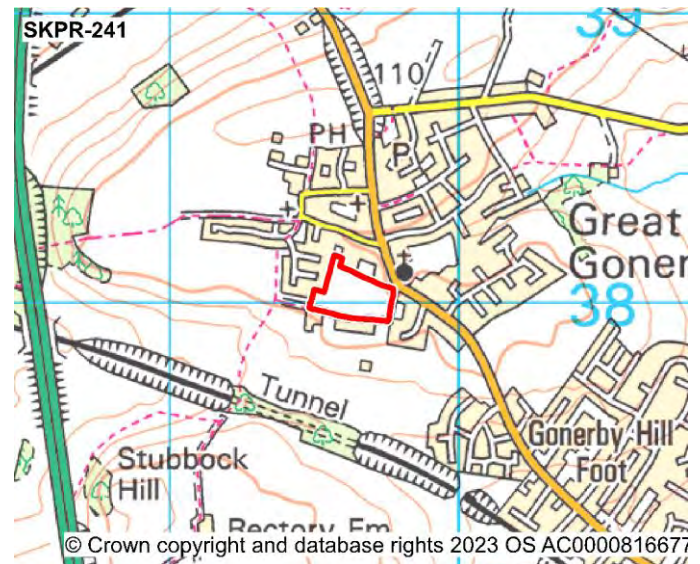 SKPR-241
39
110
PH
P
Great
Goner
38
Tunnel
Gonerby Hill
Foot
Stubbock
Hill
Rectory Fm
© Crown copyright and database rights 2023 OS AC0000816677